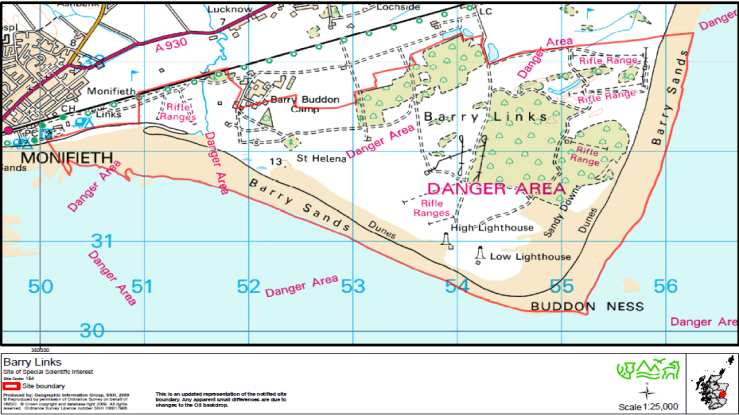 Lucknow
7
Lochside
LC
Danger
Danger Area
A 930
32
Monifieth
CH
Links
Rifle
Ranges
Barry Buddon
Camp
Rifle Range
Rifle Range
Barry Links
Barry Sands
Danger Area
MONIFIETH
Sands
Danger Area
Danger Area
13
St Helena
Rifle
Range
DANGER AREA
Rifle
Ranges
Barry Sands
Dunes
Sandy Down
Dunes
High Lighthouse
Low Lighthouse
31
Danger Area
Danger Area
50
51
52
53
54
55
56
BUDDON NESS
30
Danger Are
Barry Links
Site of Special Scientific Interest
Site boundary
This is an updated representation of the notified site
boundary. Any apparent small differences are due to
changes to the OS backdrop.
Scale 1:25,000